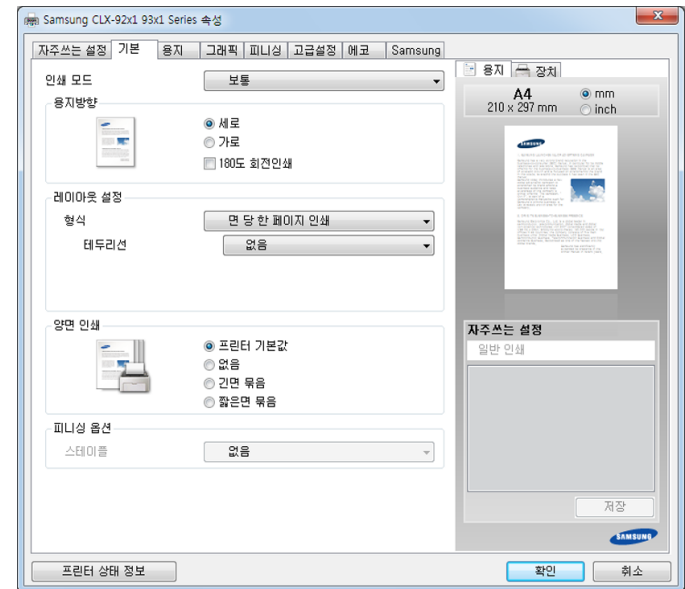 Samsung CLX-92x1 93x1 Series 속성
자주쓰는 설정 기본 용지 그래픽 피니싱 고급설정 에코 Samsung
인쇄 모드 보통
용지방향
세로
가로
180도 회전인쇄
레이아웃 설정
형식 면 당 한 페이지 인쇄
테두리선 없음
양면 인쇄
프린터 기본값
없음
긴면 묶음
짧은면 묶음
피니싱 옵션
스테이플 없음
용지 장치
A4
210 x 297 mm
mm
inch
자주쓰는 설정
일반 인쇄
저장
SAMSUNG
프린터 상태 정보 확인 취소